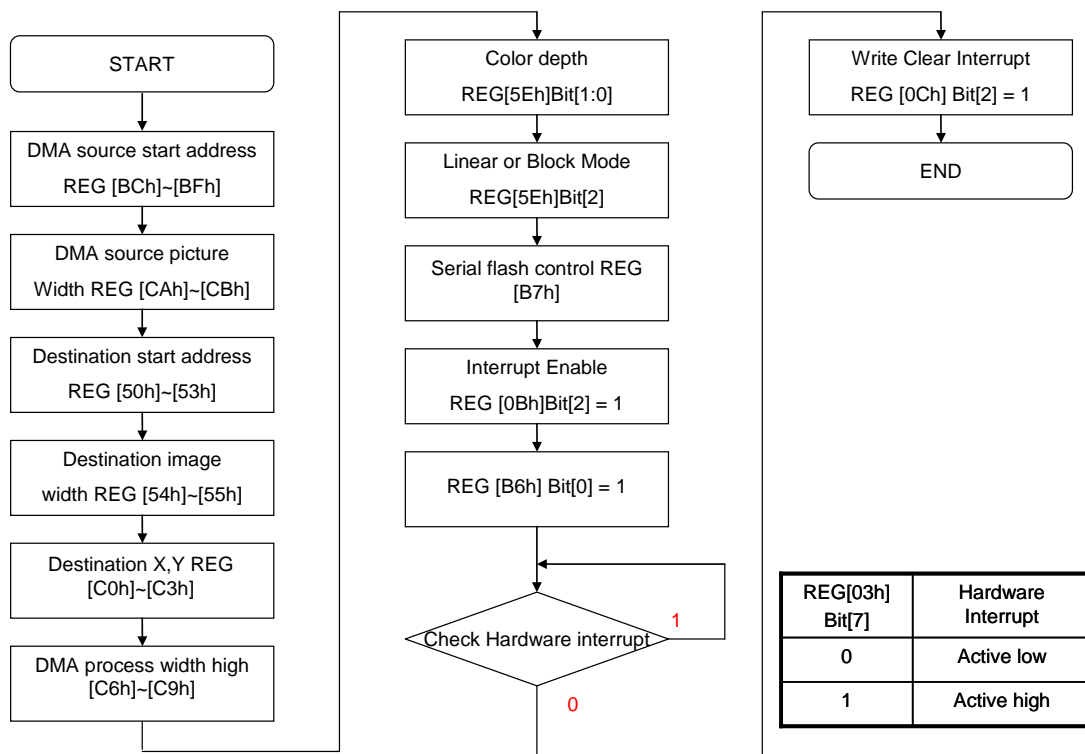 START
DMA source start address
REG [BCh]~[BFh]
DMA source picture
Width REG [CAh]~[CBh]
Destination start address
REG [50h]~[53h]
Destination image
width REG [54h]~[55h]
Destination X,Y REG
[C0h]~[C3h]
DMA process width high
[C6h]~[C9h]
Color depth
REG[5Eh]Bit[1:0]
Linear or Block Mode
REG[5Eh]Bit[2]
Serial flash control REG
[B7h]
Interrupt Enable
REG [0Bh]Bit[2] = 1
REG [B6h] Bit[0] = 1
Check Hardware interrupt
1
0
Write Clear Interrupt
REG [0Ch] Bit[2] = 1
END
REG[03h] Hardware
Bit[7] Interrupt
0 Active low
1 Active high